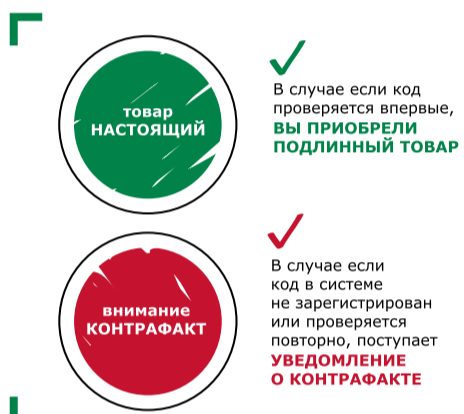 товар
НАСТОЯЩИЙ
В случае если код
проверяется впервые,
ВЫ ПРИОБРЕЛИ
ПОДЛИННЫЙ ТОВАР
внимание
КОНТРАФАКТ
В случае если
код в системе
не зарегистрирован
или проверяется
повторно, поступает
УВЕДОМЛЕНИЕ
О КОНТРАФАКТЕ